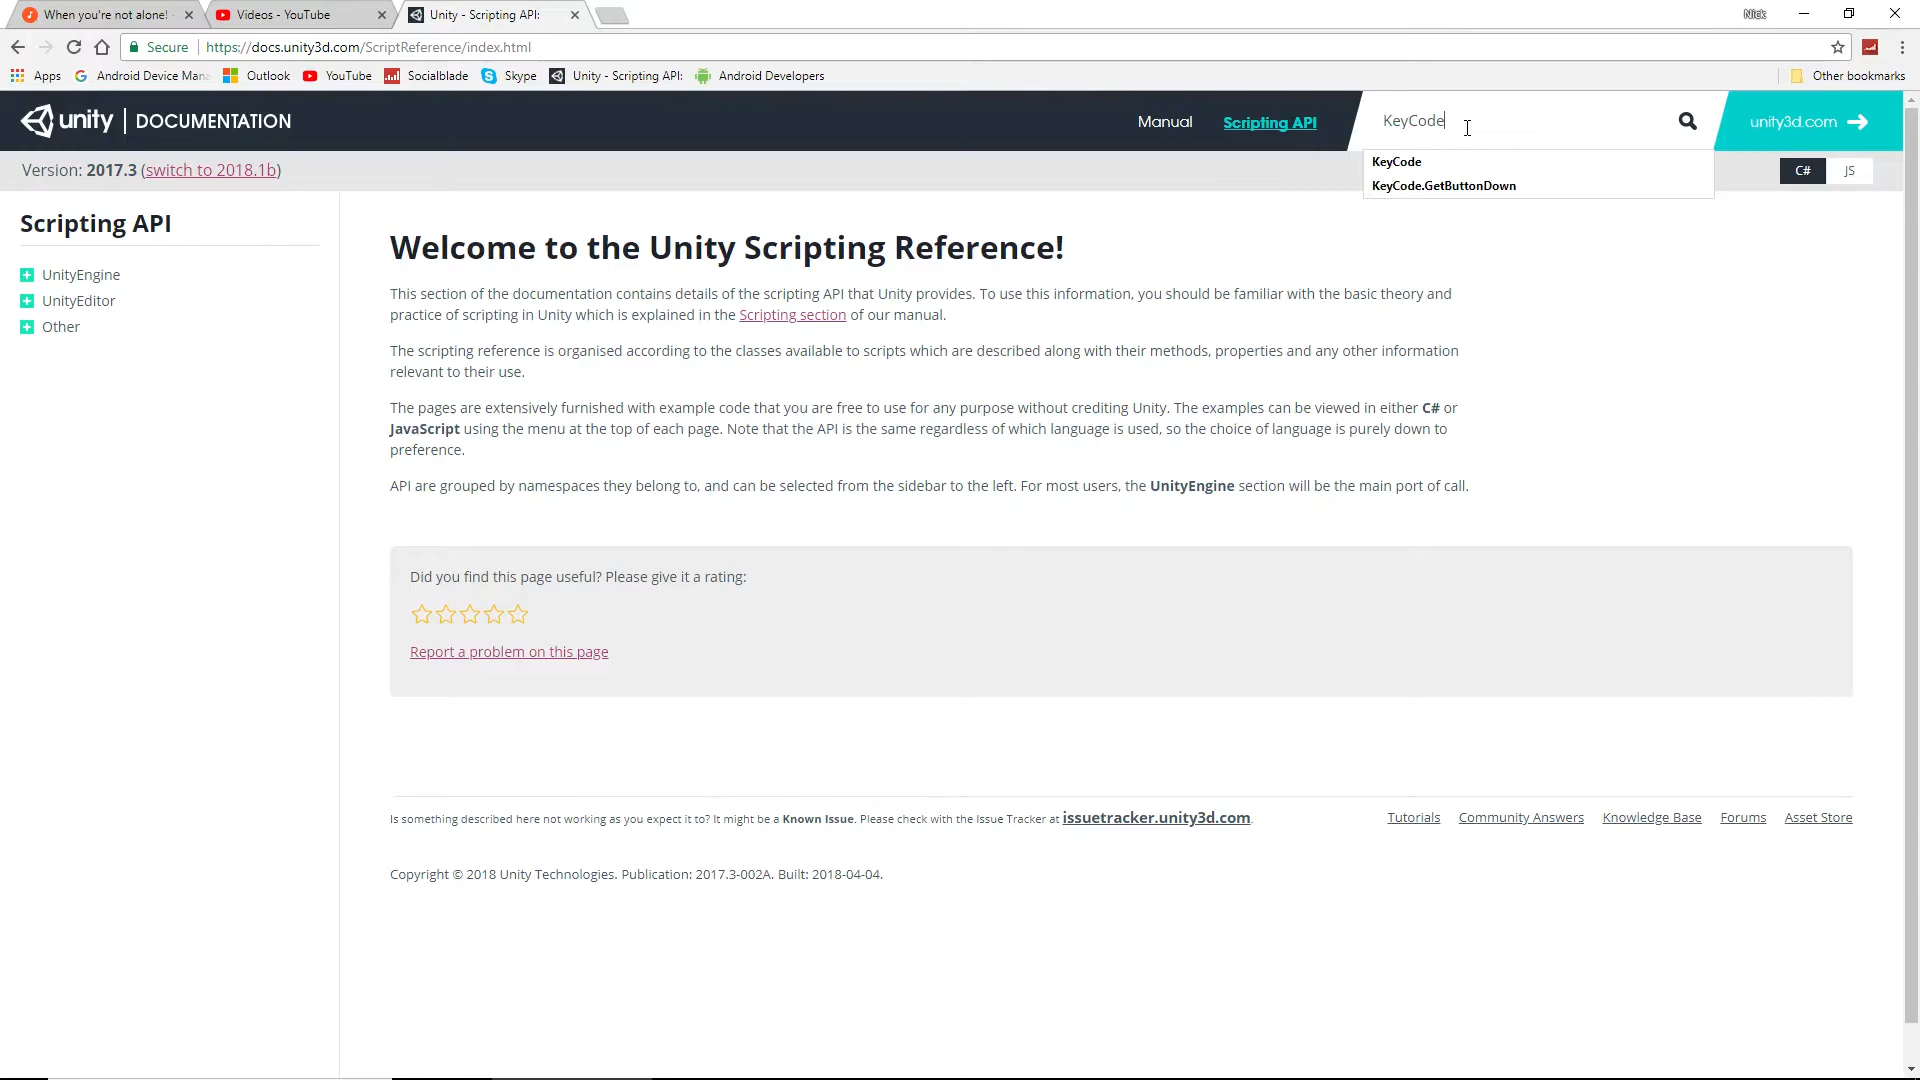 When you're not alone!
Videos - YouTube
Unity - Scripting API:
Nick
Secure
https://docs.unity3d.com/ScriptReference/index.html
Apps
Android Device Mana
Outlook
YouTube
Socialblade
Skype
Unity - Scripting API:
Android Developers
Other bookmarks
unity | DOCUMENTATION
Manual
Scripting API
KeyCode
unity3d.com
Version: 2017.3 (switch to 2018.1b)
KeyCode
KeyCode.GetButtonDown
C#
JS
Scripting API
UnityEngine
UnityEditor
Other
Welcome to the Unity Scripting Reference!
This section of the documentation contains details of the scripting API that Unity provides. To use this information, you should be familiar with the basic theory and
practice of scripting in Unity which is explained in the Scripting section of our manual.
The scripting reference is organised according to the classes available to scripts which are described along with their methods, properties and any other information
relevant to their use.
The pages are extensively furnished with example code that you are free to use for any purpose without crediting Unity. The examples can be viewed in either C# or
JavaScript using the menu at the top of each page. Note that the API is the same regardless of which language is used, so the choice of language is purely down to
preference.
API are grouped by namespaces they belong to, and can be selected from the sidebar to the left. For most users, the UnityEngine section will be the main port of call.
Did you find this page useful? Please give it a rating:
Report a problem on this page
Is something described here not working as you expect it to? It might be a Known Issue. Please check with the Issue Tracker at issuetracker.unity3d.com.
Tutorials
Community Answers
Knowledge Base
Forums
Asset Store
Copyright © 2018 Unity Technologies. Publication: 2017.3-002A. Built: 2018-04-04.